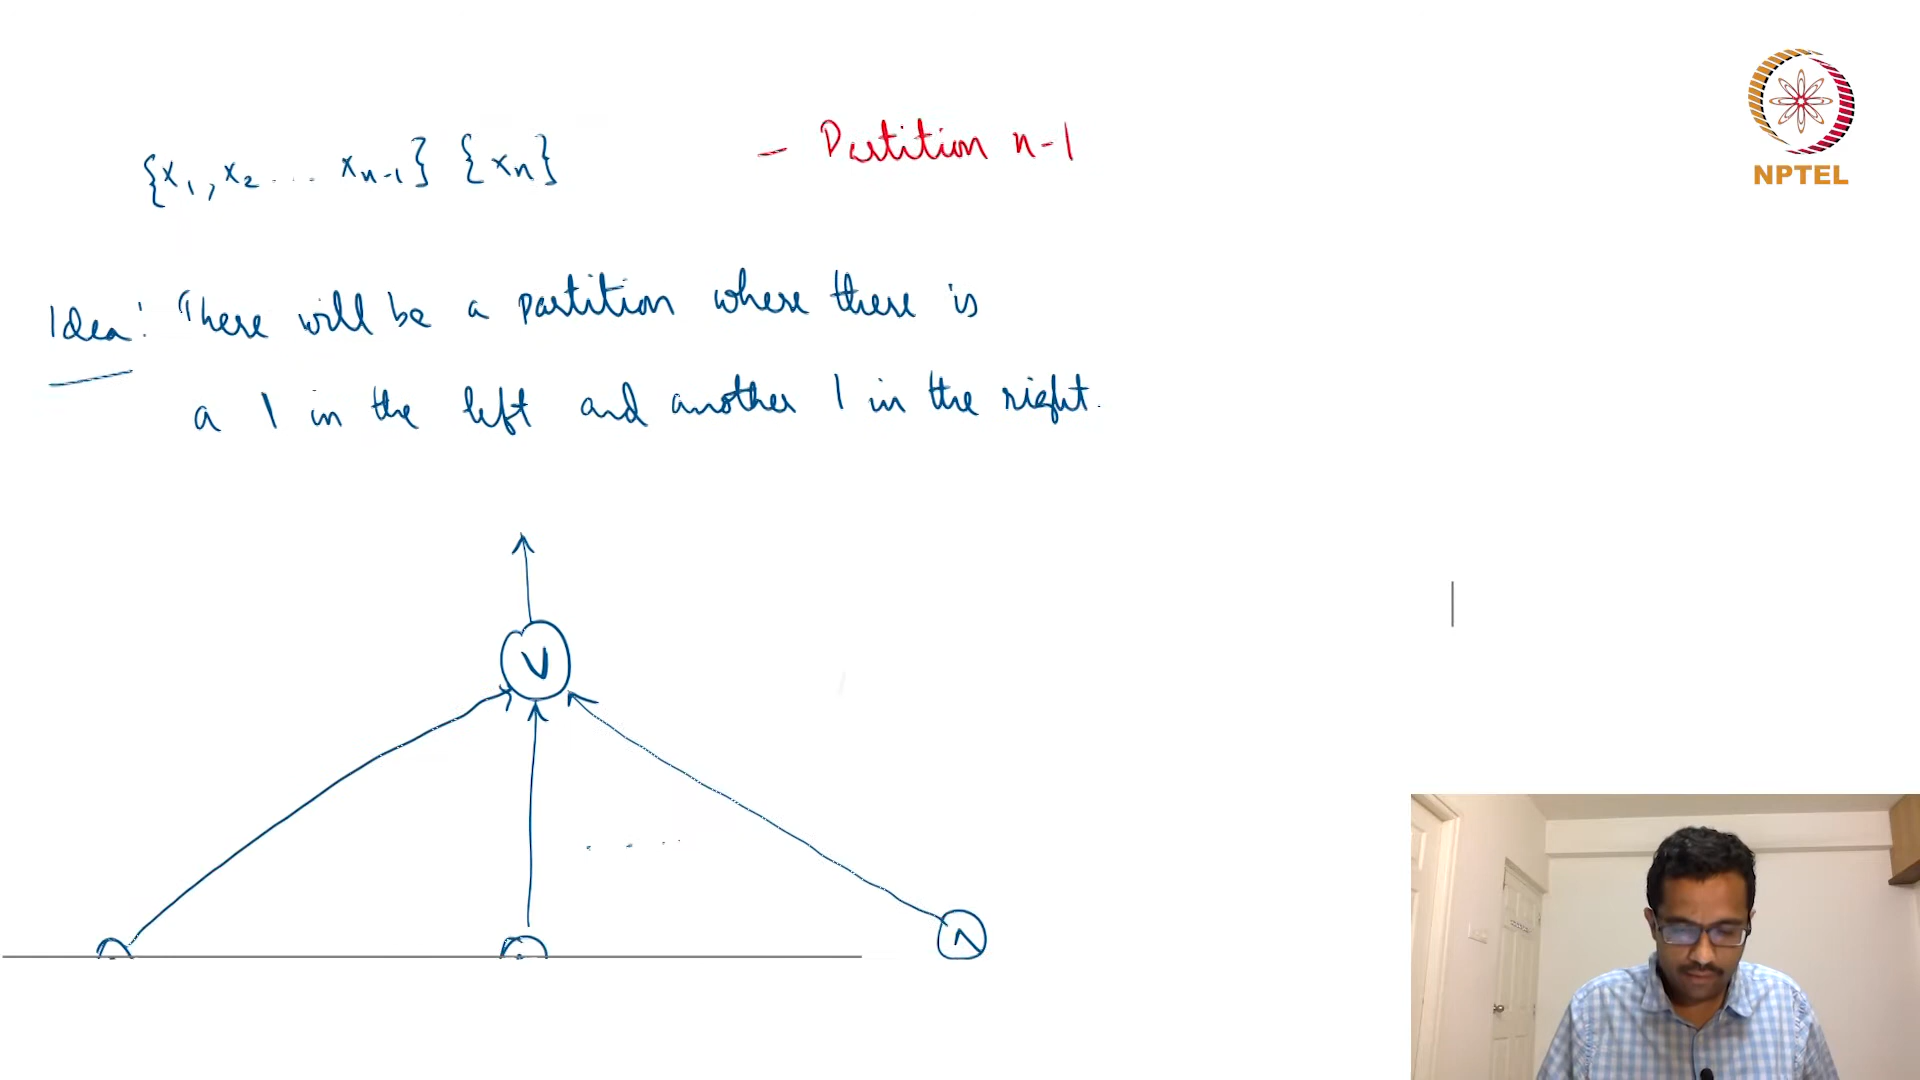 {x₁, x₂ .... xₙ₋₁} {xₙ} - Partition n-1
NPTEL
Idea: There will be a partition where there is
a 1 in the left and another 1 in the right.
V
. . . .
Λ